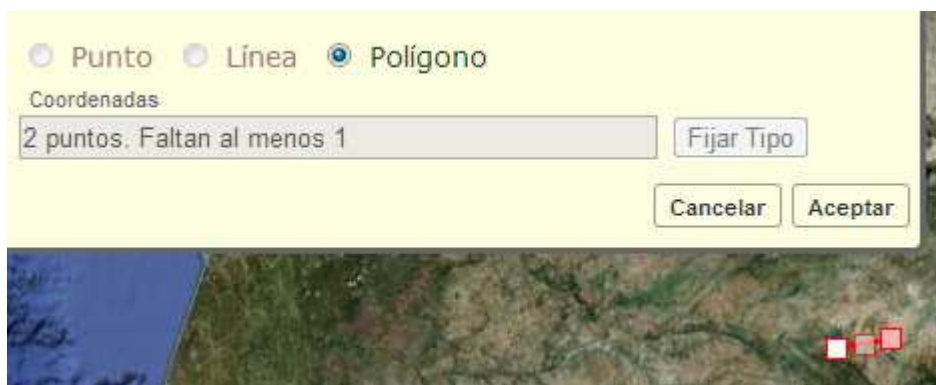 Punto Línea Polígono
Coordenadas
2 puntos. Faltan al menos 1 Fijar Tipo
Cancelar Aceptar